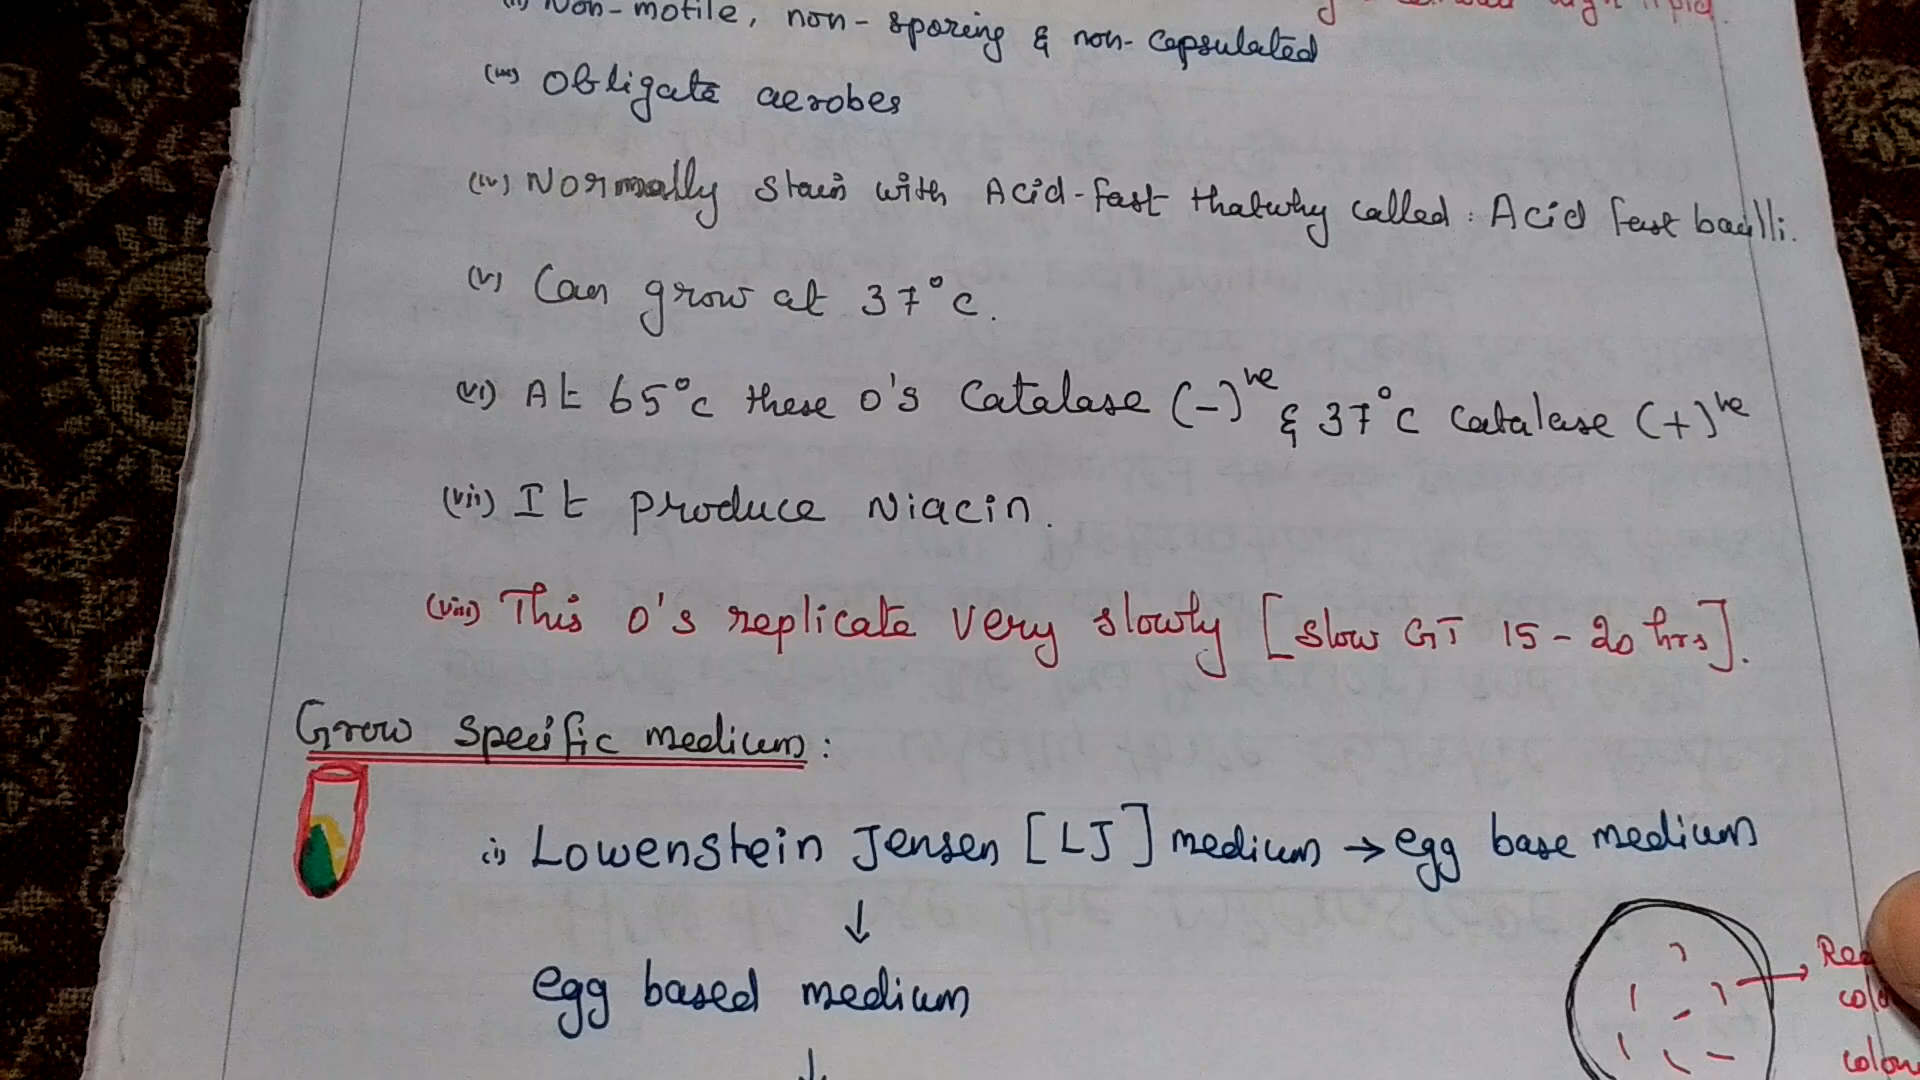 (ii) Non-motile, non-sporing & non-capsulated
(iii) Obligate aerobes
(iv) Normally stain with Acid-fast thatwhy called: Acid fast bacilli.
(v) Can grow at 37°c.
(vi) At 65°c these o's Catalase (-)ve & 37°c Catalase (+)ve
(vii) It produce Niacin.
(viii) This o's replicate very slowly [slow GT 15-20 hrs].
Grow Specific medium:
(i) Lowenstein Jensen [LJ] medium → egg base medium
↓
egg based medium
↓